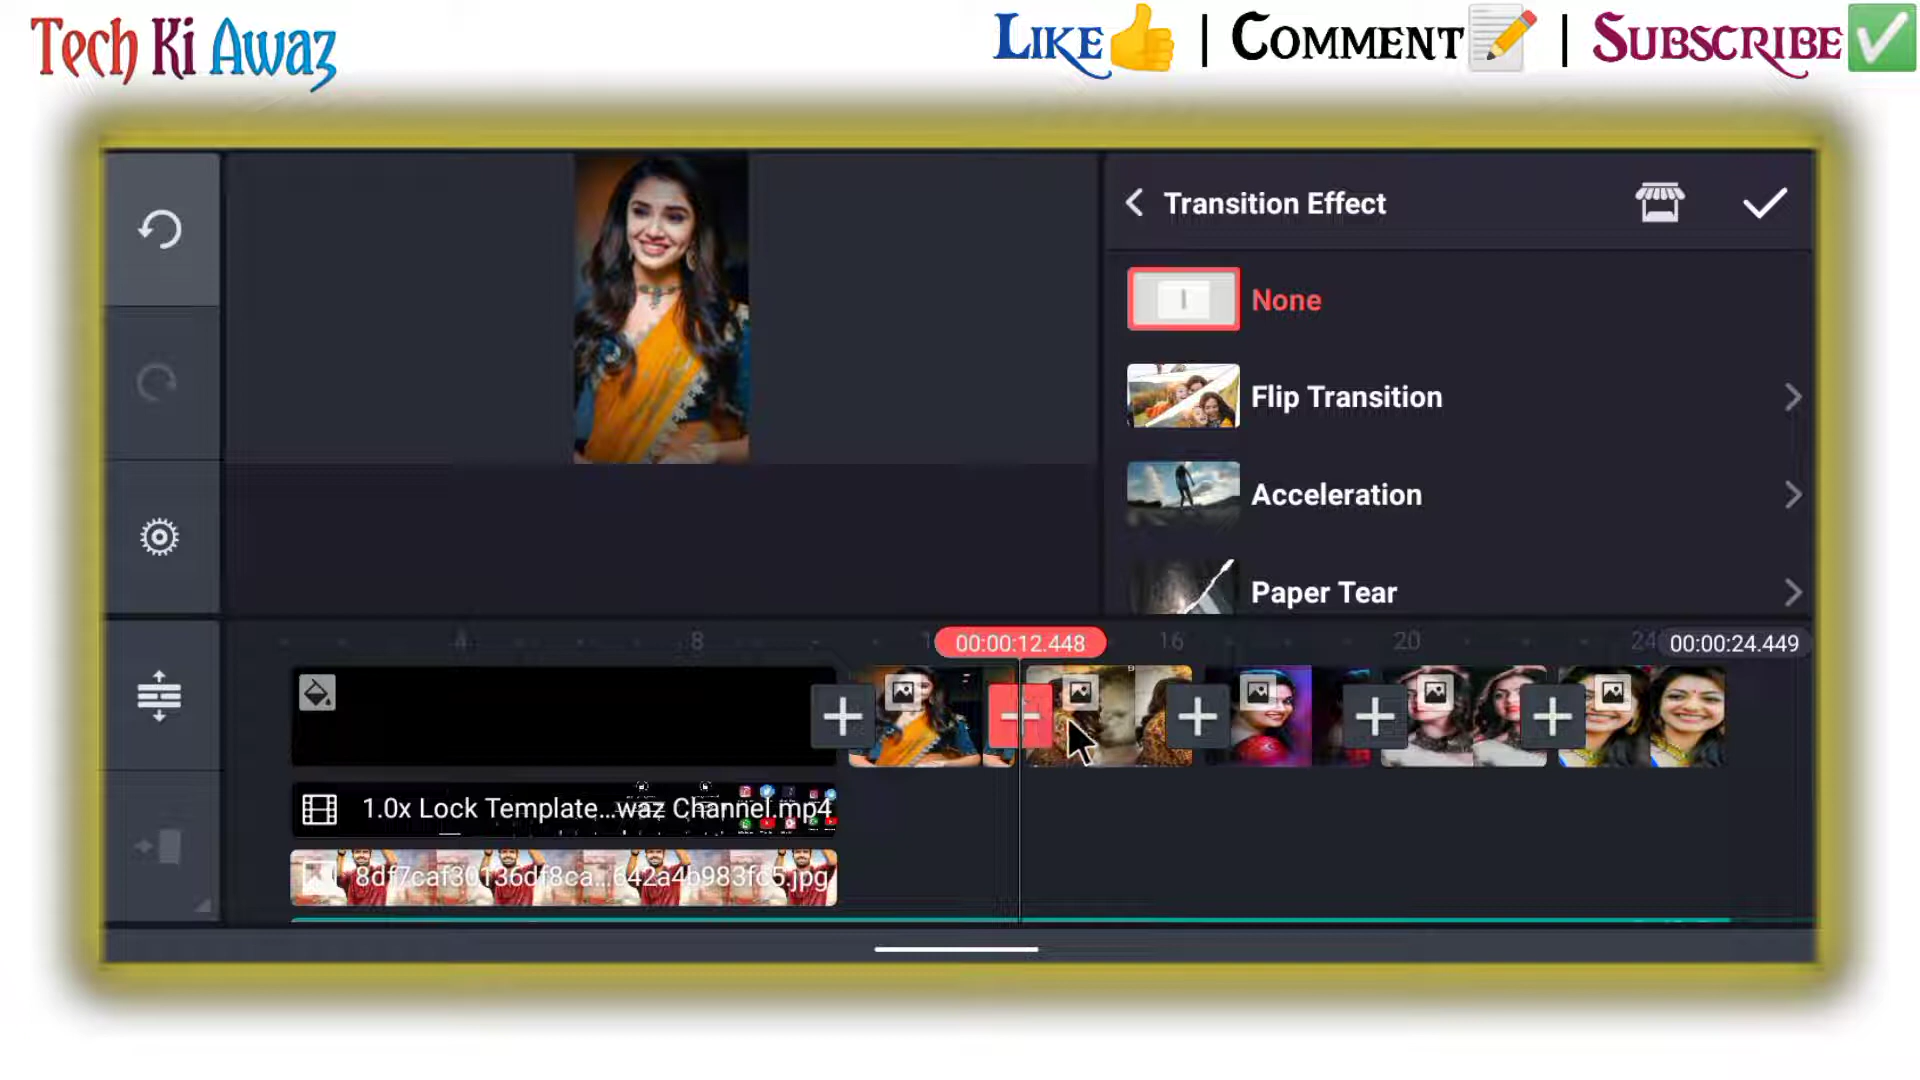 Tech Ki Awaz
Like👍 | Comment📝 | Subscribe✅
Transition Effect
None
Flip Transition
Acceleration
Paper Tear
4 8 00:00:12.448 16 20 24 00:00:24.449
1.0x Lock Template...waz Channel.mp4
8df7caf30136df8ca...642a4b983fc5.jpg